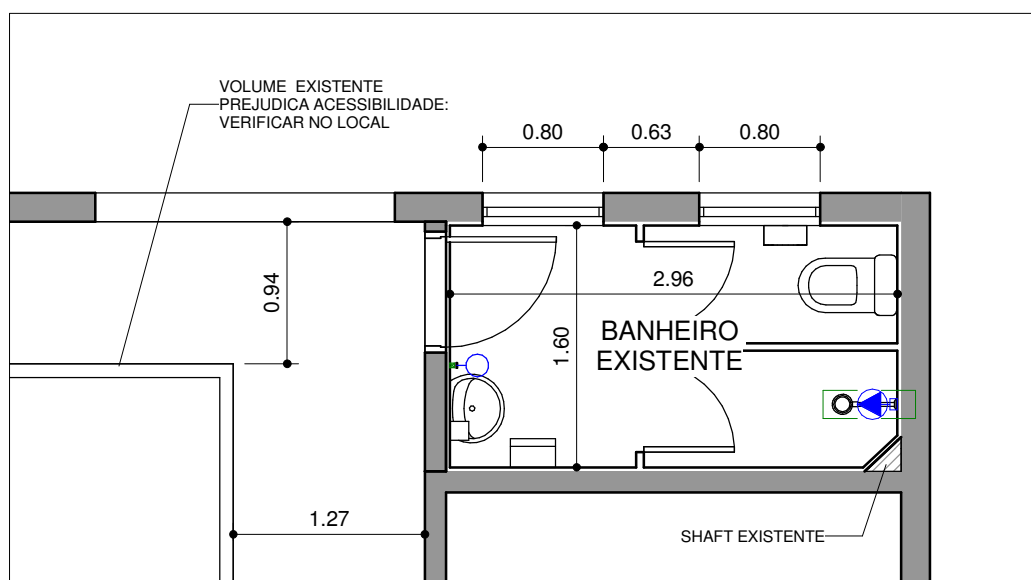 VOLUME EXISTENTE
PREJUDICA ACESSIBILIDADE:
VERIFICAR NO LOCAL
0.80
0.63
0.80
0.94
2.96
1.60
BANHEIRO
EXISTENTE
1.27
SHAFT EXISTENTE